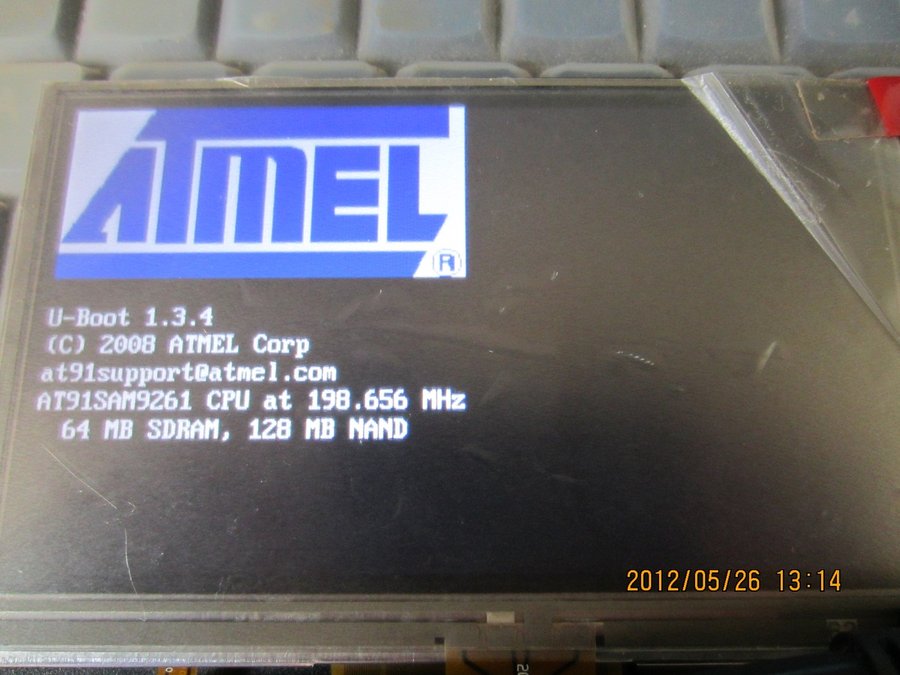 ATMEL
®
U-Boot 1.3.4
(C) 2008 ATMEL Corp
at91support@atmel.com
AT91SAM9261 CPU at 198.656 MHz
64 MB SDRAM, 128 MB NAND
2012/05/26 13:14